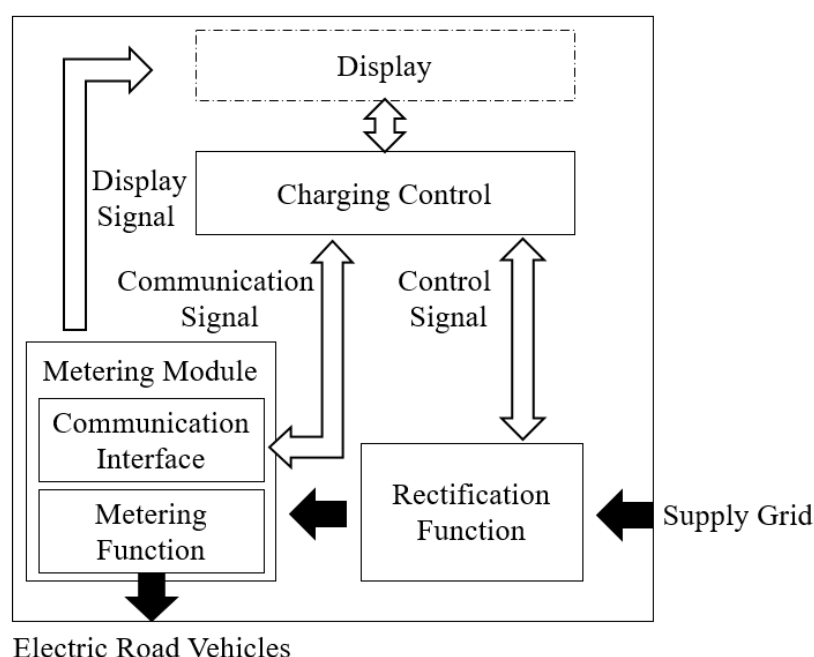 Display
Charging Control
Display
Signal
Communication
Signal
Control
Signal
Metering Module
Communication
Interface
Metering
Function
Rectification
Function
Supply Grid
Electric Road Vehicles